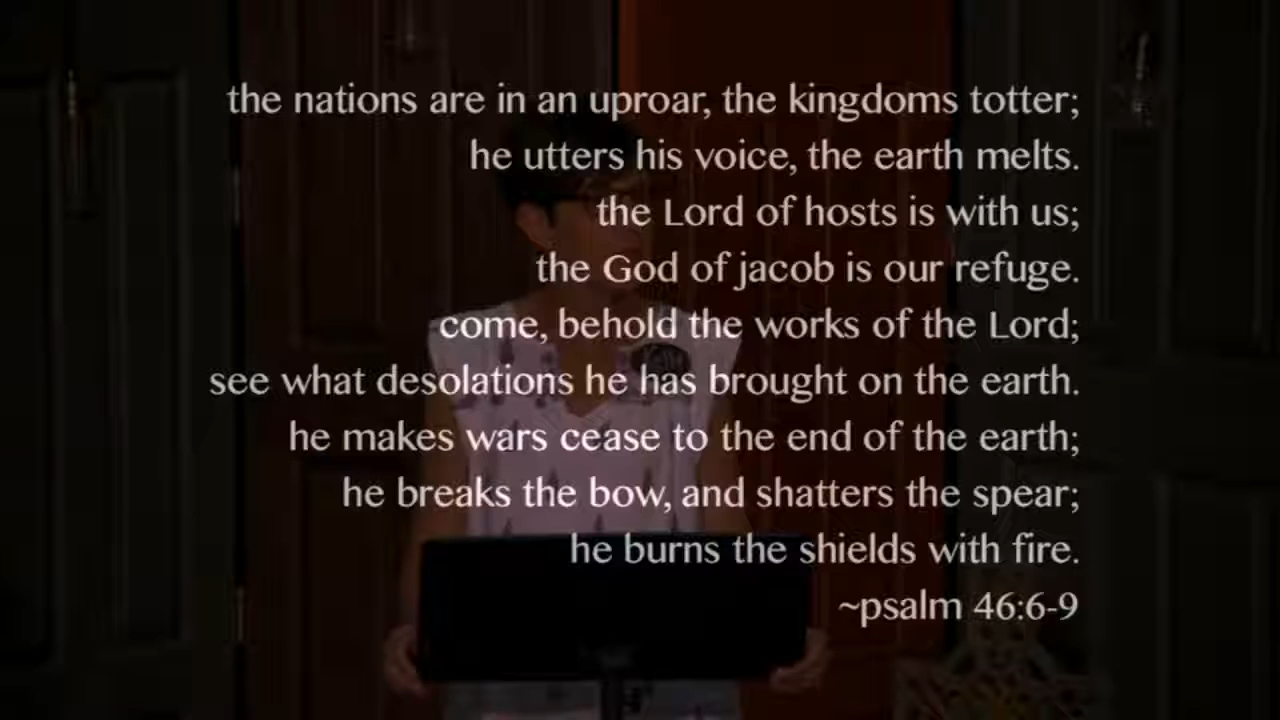 the nations are in an uproar, the kingdoms totter;
he utters his voice, the earth melts.
the Lord of hosts is with us;
the God of jacob is our refuge.
come, behold the works of the Lord;
see what desolations he has brought on the earth.
he makes wars cease to the end of the earth;
he breaks the bow, and shatters the spear;
he burns the shields with fire.
~psalm 46:6-9